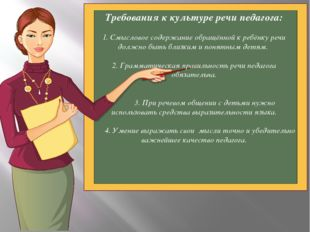 Требования к культуре речи педагога:
1. Смысловое содержание обращённой к ребёнку речи
должно быть близким и понятным детям.
2. Грамматическая правильность речи педагога
обязательна.
3. При речевом общении с детьми нужно
использовать средства выразительности языка.
4. Умение выражать свои мысли точно и убедительно
важнейшее качество педагога.